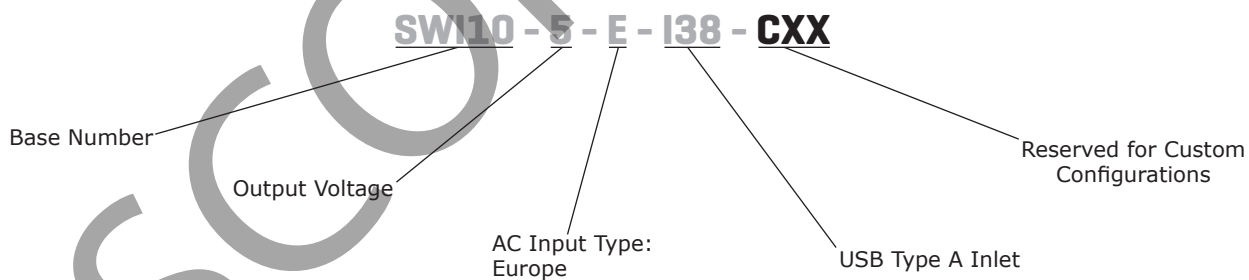 SWI10 - 5 - E - I38 - CXX
Base Number
Output Voltage
AC Input Type:
Europe
USB Type A Inlet
Reserved for Custom
Configurations
SCO